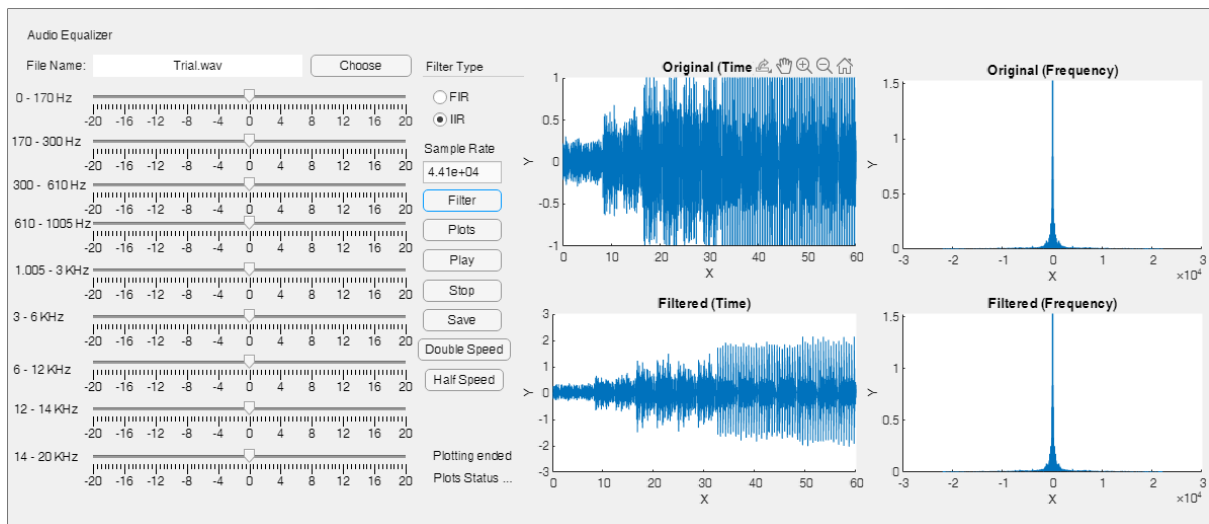 Audio Equalizer
File Name: Trial.wav Choose
0 - 170 Hz
-20 -16 -12 -8 -4 0 4 8 12 16 20
170 - 300 Hz
-20 -16 -12 -8 -4 0 4 8 12 16 20
300 - 610 Hz
-20 -16 -12 -8 -4 0 4 8 12 16 20
610 - 1005 Hz
-20 -16 -12 -8 -4 0 4 8 12 16 20
1.005 - 3 KHz
-20 -16 -12 -8 -4 0 4 8 12 16 20
3 - 6 KHz
-20 -16 -12 -8 -4 0 4 8 12 16 20
6 - 12 KHz
-20 -16 -12 -8 -4 0 4 8 12 16 20
12 - 14 KHz
-20 -16 -12 -8 -4 0 4 8 12 16 20
14 - 20 KHz
-20 -16 -12 -8 -4 0 4 8 12 16 20
Filter Type
FIR
IIR
Sample Rate
4.41e+04
Filter
Plots
Play
Stop
Save
Double Speed
Half Speed
Plotting ended
Plots Status ...
Original (Time
Y
1
0.5
0
-0.5
-1
0 10 20 30 40 50 60
X
Original (Frequency)
Y
1.5
1
0.5
0
-3 -2 -1 0 1 2 3
X
×10⁴
Filtered (Time)
Y
3
2
1
0
-1
-2
-3
0 10 20 30 40 50 60
X
Filtered (Frequency)
Y
1.5
1
0.5
0
-3 -2 -1 0 1 2 3
X
×10⁴